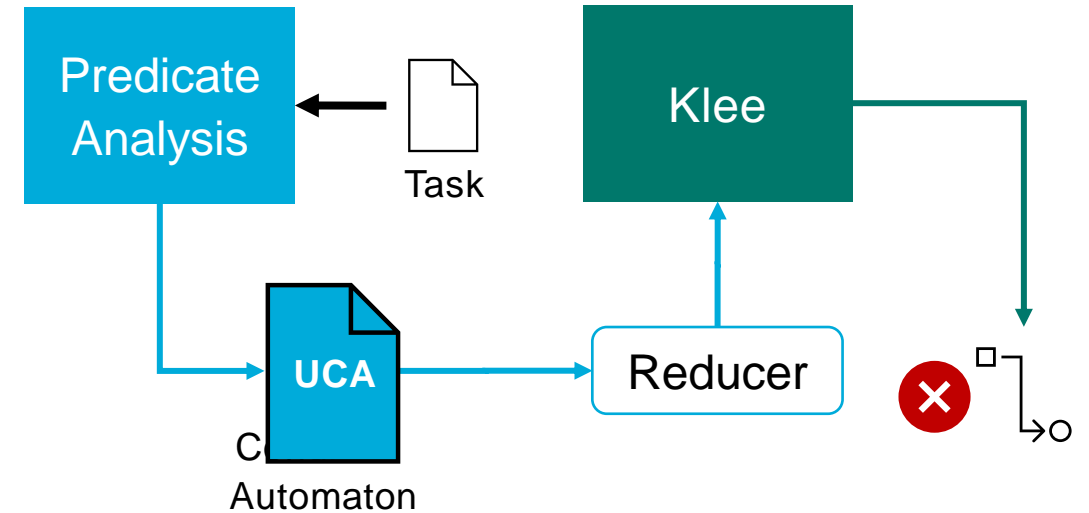 Predicate
Analysis
Task
Klee
UCA
Reducer
Automaton